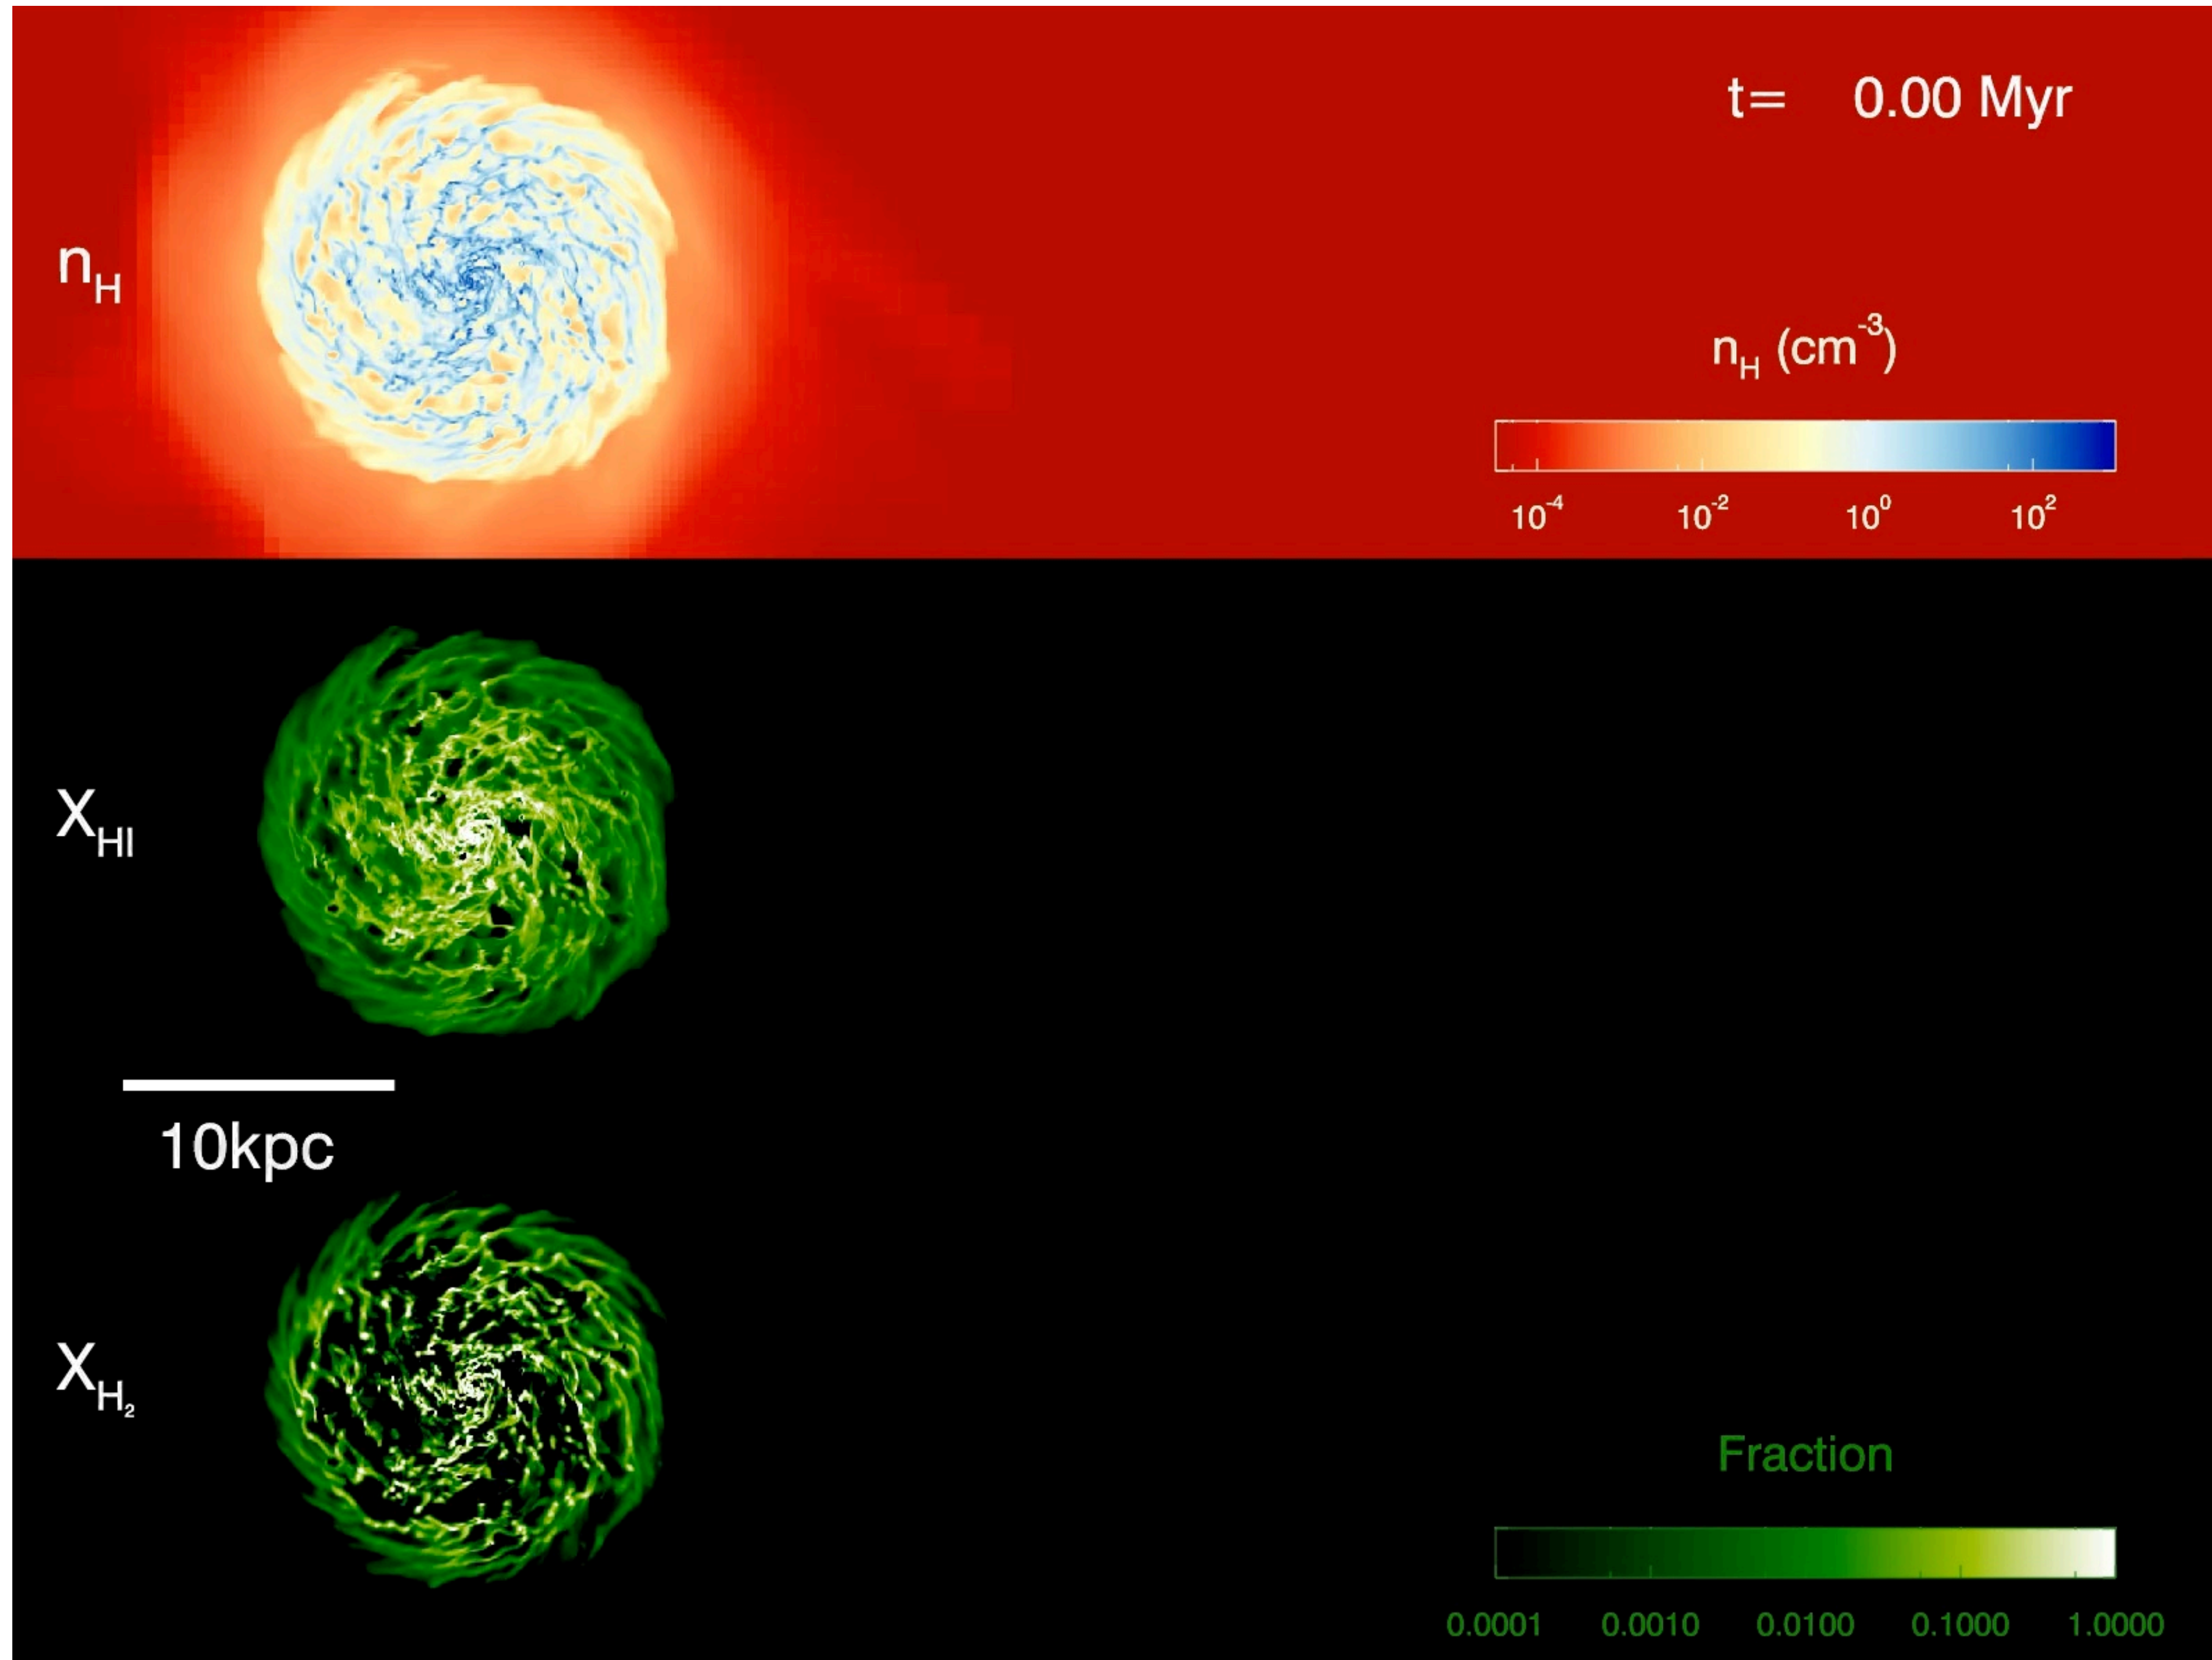 t= 0.00 Myr
n_H
n_H (cm^-3)
10^-4 10^-2 10^0 10^2
X_HI
10kpc
X_H₂
Fraction
0.0001 0.0010 0.0100 0.1000 1.0000